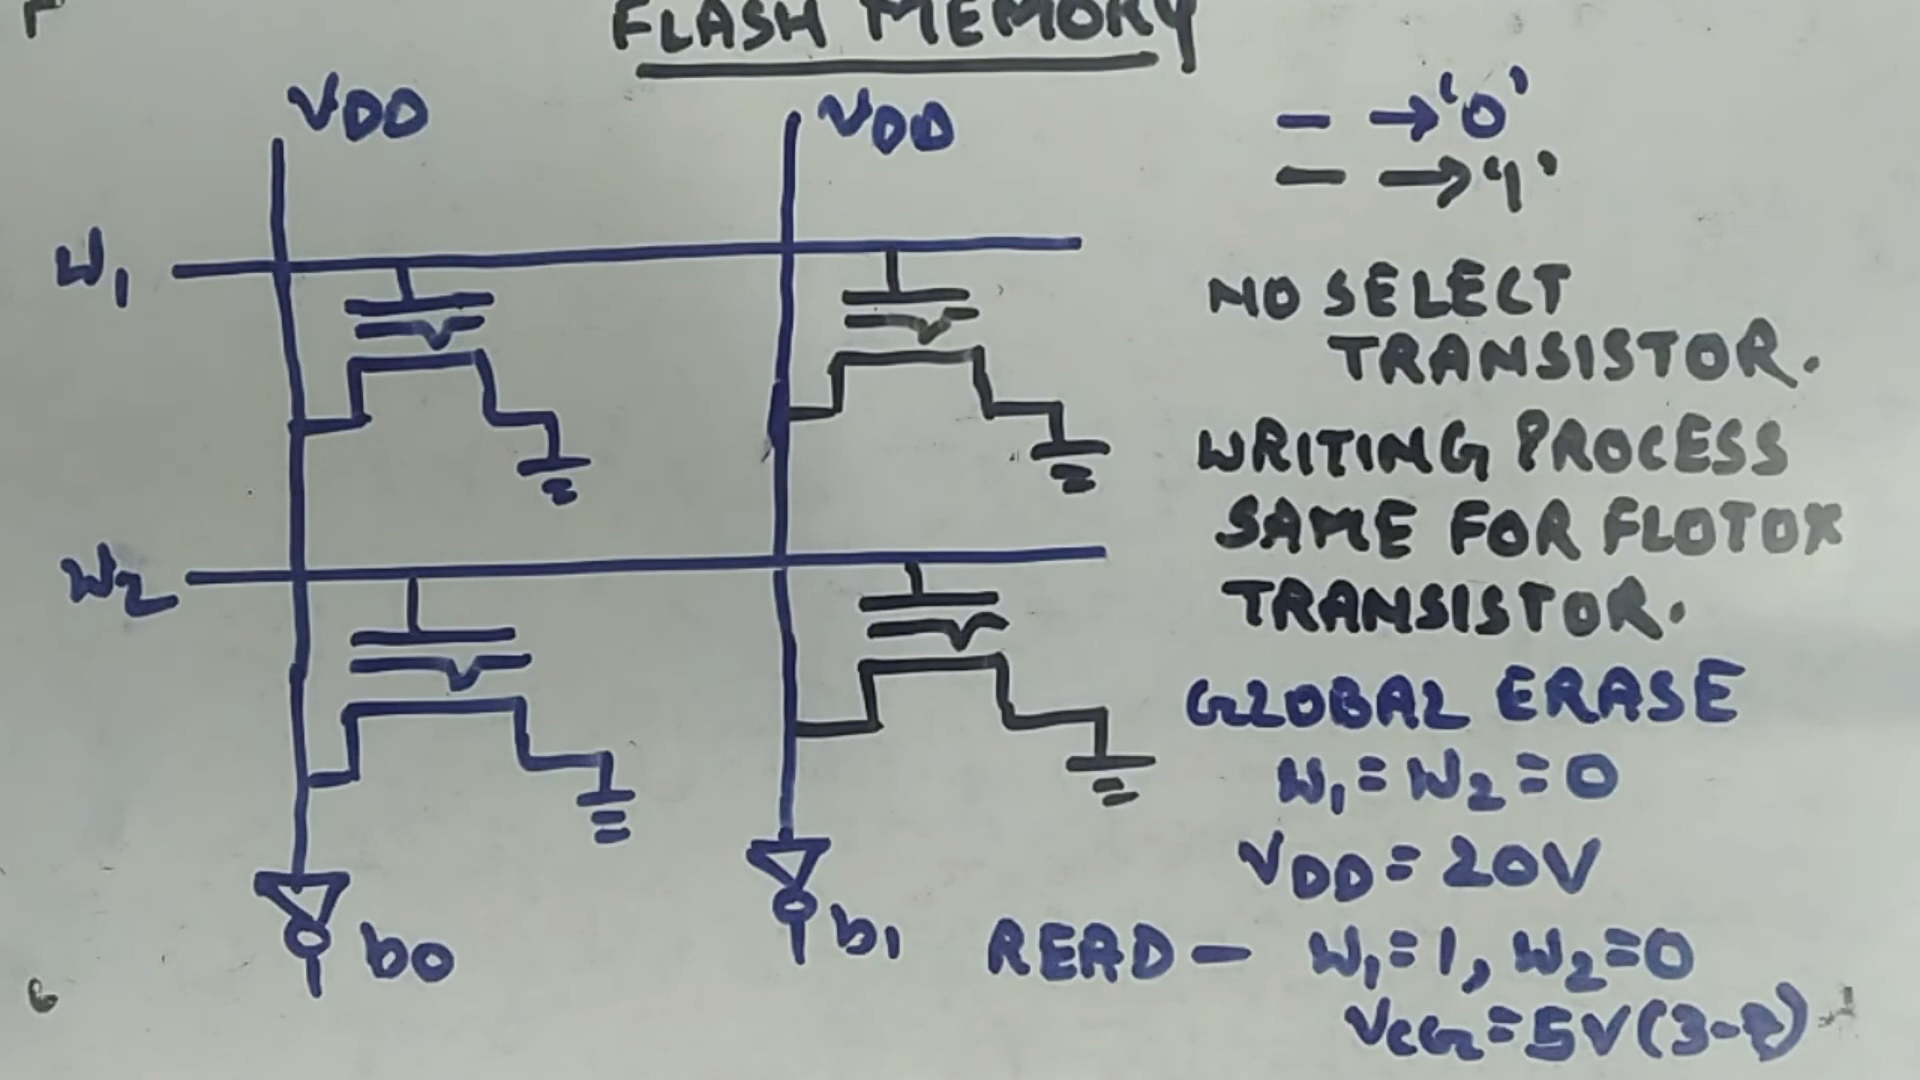 FLASH MEMORY
VDD
VDD
— → '0'
— → '1'
W1
NO SELECT
TRANSISTOR.
WRITING PROCESS
SAME FOR FLOTOX
TRANSISTOR.
W2
GLOBAL ERASE
W1 = W2 = 0
VDD = 20V
b0
b1
READ — W1=1, W2=0
VCG=5V